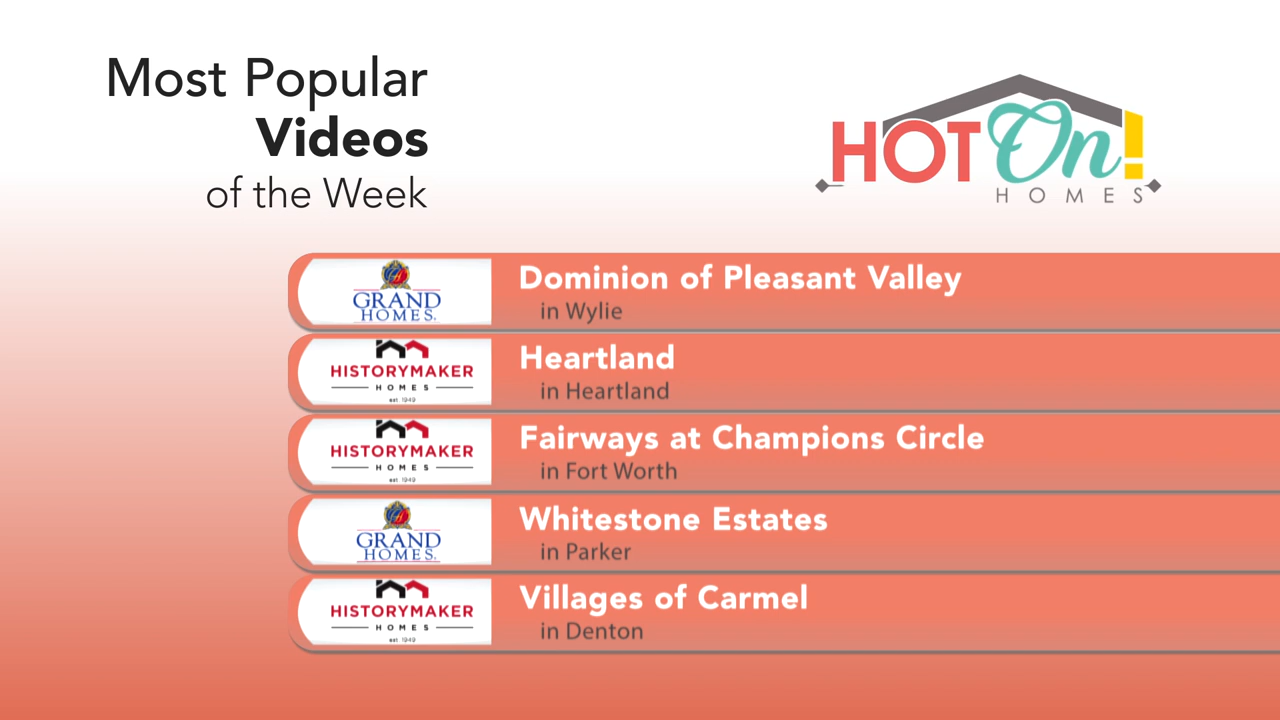 Most Popular
Videos
of the Week
HOT On!
HOMES
GRAND
HOMES.
Dominion of Pleasant Valley
in Wylie
HISTORYMAKER
HOMES
est. 1949
Heartland
in Heartland
HISTORYMAKER
HOMES
est. 1949
Fairways at Champions Circle
in Fort Worth
GRAND
HOMES.
Whitestone Estates
in Parker
HISTORYMAKER
HOMES
est. 1949
Villages of Carmel
in Denton